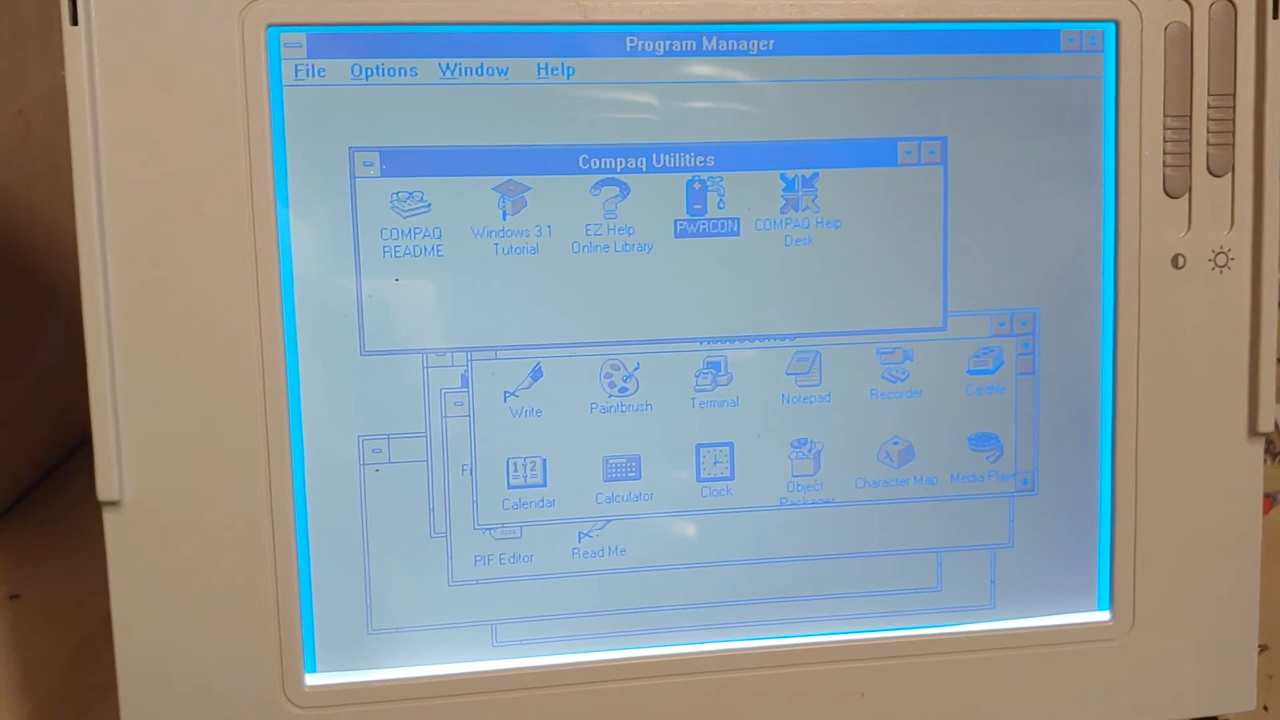 Program Manager
File Options Window Help
Compaq Utilities
COMPAQ README
Windows 3.1 Tutorial
EZ Help Online Library
PWRCON
COMPAQ Help Desk
Write
Paintbrush
Terminal
Notepad
Recorder
Cardfile
Calendar
Calculator
Clock
Object
Character Map
Media Playe
PIF Editor
Read Me